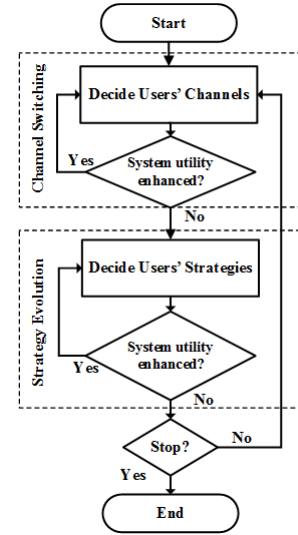 Start
Channel Switching
Decide Users' Channels
Yes
System utility
enhanced?
No
Strategy Evolution
Decide Users' Strategies
System utility
enhanced?
Yes
No
Stop?
No
Yes
End